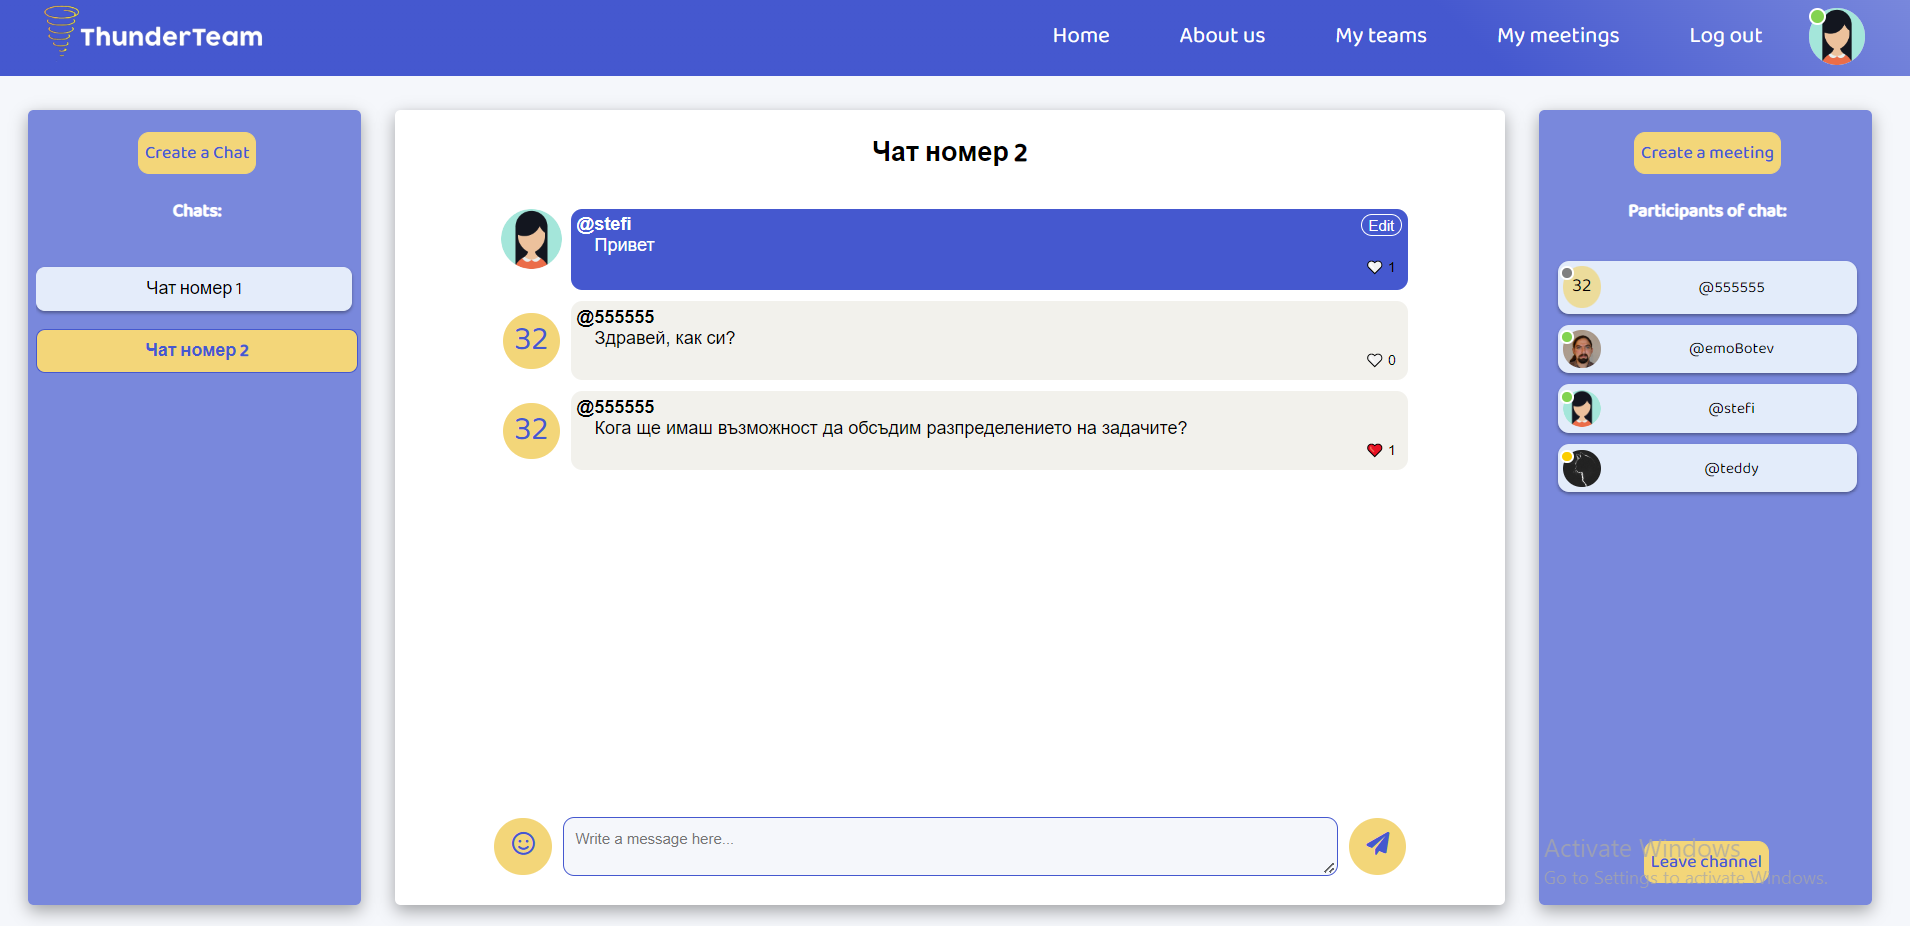 ThunderTeam
Home
About us
My teams
My meetings
Log out
Create a Chat
Chats:
Чат номер 1
Чат номер 2
Чат номер 2
@stefi
Edit
Привет
1
32
@555555
Здравей, как си?
0
32
@555555
Кога ще имаш възможност да обсъдим разпределението на задачите?
1
Write a message here...
Create a meeting
Participants of chat:
32
@555555
@emoBotev
@stefi
@teddy
Activate Windows
Leave channel
Go to Settings to activate Windows.